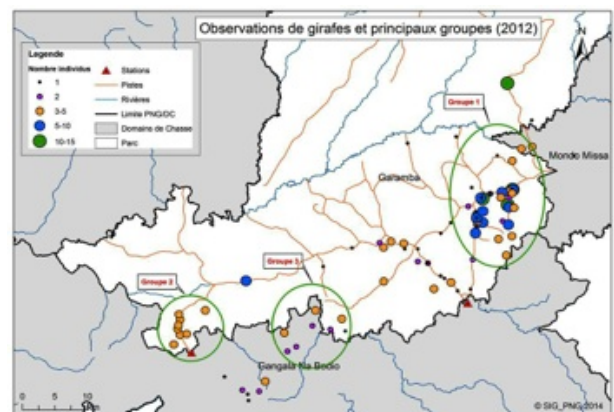 Observations de girafes et principaux groupes (2012)
N
Legende
Nombre individus
1
2
3-5
5-10
10-15
Stations
Pistes
Rivières
Limite PNG/DC
Domaine de Chasse
Parc
Groupe 1
Mondo Missa
Garamba
Groupe 3
Groupe 2
Gangala Na Bodio
0
5
10
© SIG_PNG 2014